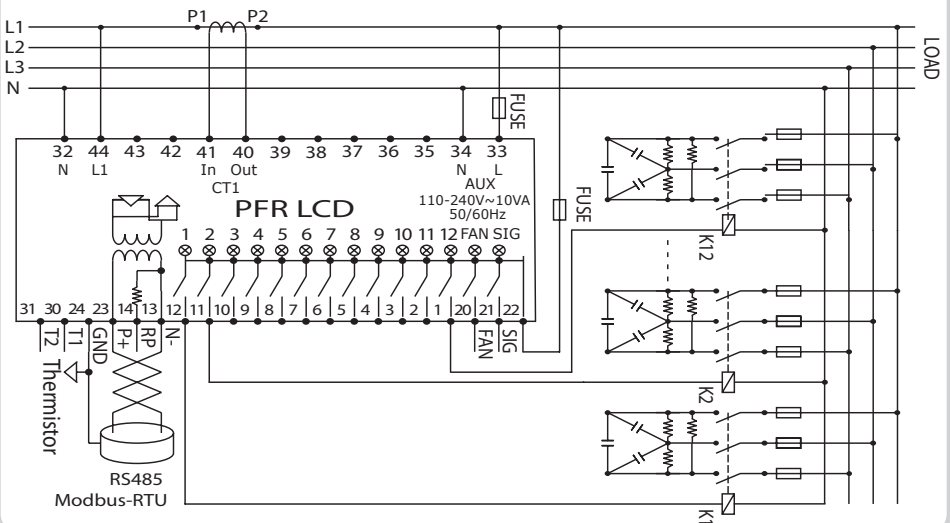 P1 P2
L1
L2
L3
N
LOAD
FUSE
32 44 43 42 41 40 39 38 37 36 35 34 33
N L1 In Out N L
CT1 AUX
110-240V~10VA
50/60Hz
PFR LCD
FUSE
1 2 3 4 5 6 7 8 9 10 11 12 FAN SIG
K12
31 30 24 23 14 13 12 11 10 9 8 7 6 5 4 3 2 1 20 21 22
T2 T1 GND P+ RP N- FAN SIG
Thermistor
K2
RS485
Modbus-RTU
K1